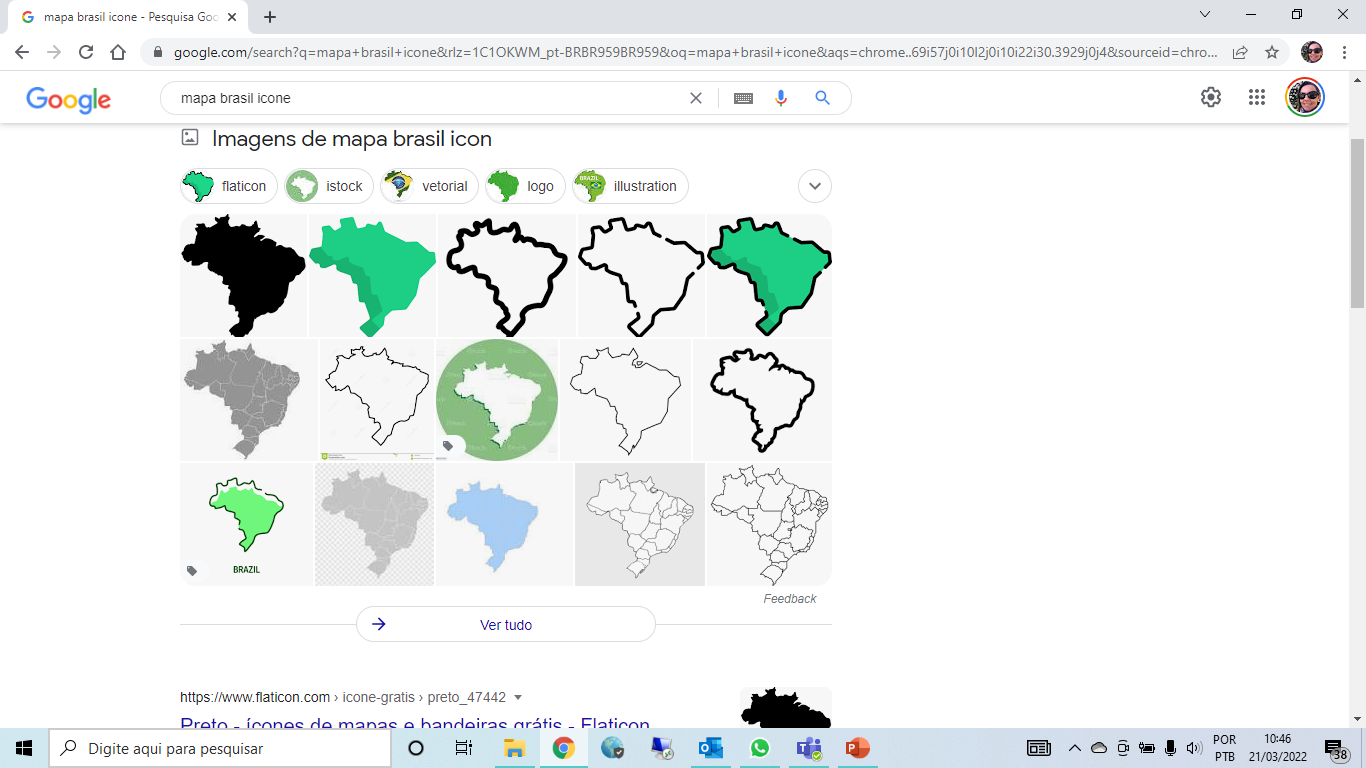 mapa brasil icone - Pesquisa Goo
google.com/search?q=mapa+brasil+icone&rlz=1C1OKWM_pt-BRBR959BR959&oq=mapa+brasil+icone&aqs=chrome..69i57j0i10l2j0i10i22i30.3929j0j4&sourceid=chro...
Google
mapa brasil icone
Imagens de mapa brasil icon
flaticon
istock
vetorial
BRAZIL
logo
illustration
BRAZIL
Feedback
Ver tudo
https://www.flaticon.com › icone-gratis › preto_47442
Preto - ícones de mapas e bandeiras grátis - Flaticon
Digite aqui para pesquisar
POR
PTB
10:46
21/03/2022
38